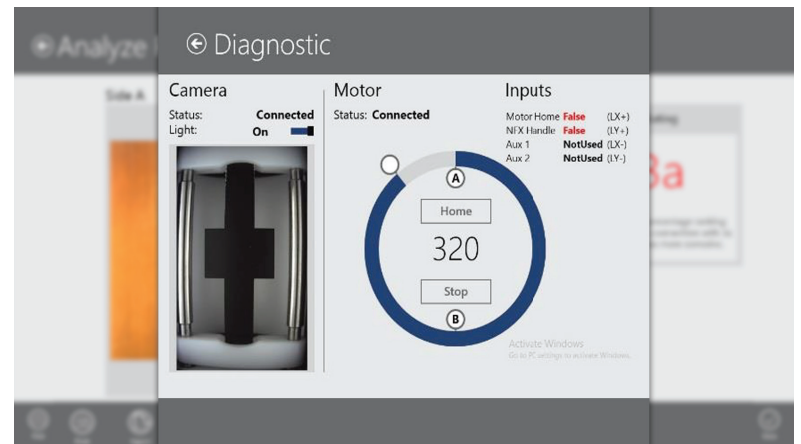 Analyze
Diagnostic
Side A
Camera
Status: Connected
Light: On
Motor
Status: Connected
A
Home
320
Stop
B
Inputs
Motor Home False (LX+)
NFX Handle False (LY+)
Aux 1 NotUsed (LX-)
Aux 2 NotUsed (LY-)
3a
Activate Windows
Go to PC settings to activate Windows.